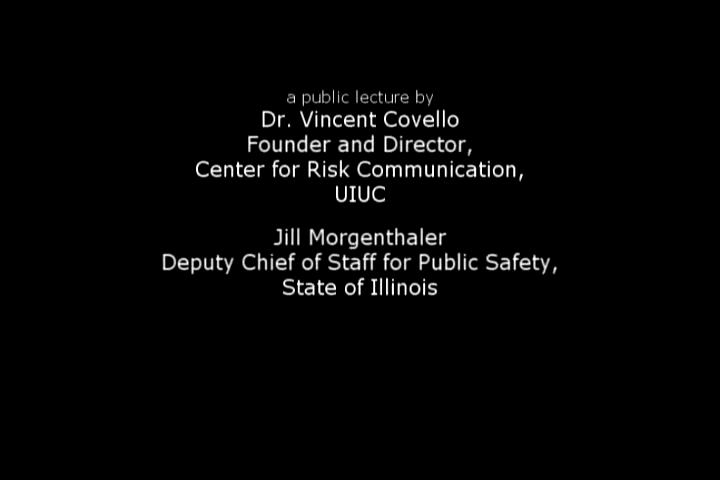 a public lecture by
Dr. Vincent Covello
Founder and Director,
Center for Risk Communication,
UIUC
Jill Morgenthaler
Deputy Chief of Staff for Public Safety,
State of Illinois